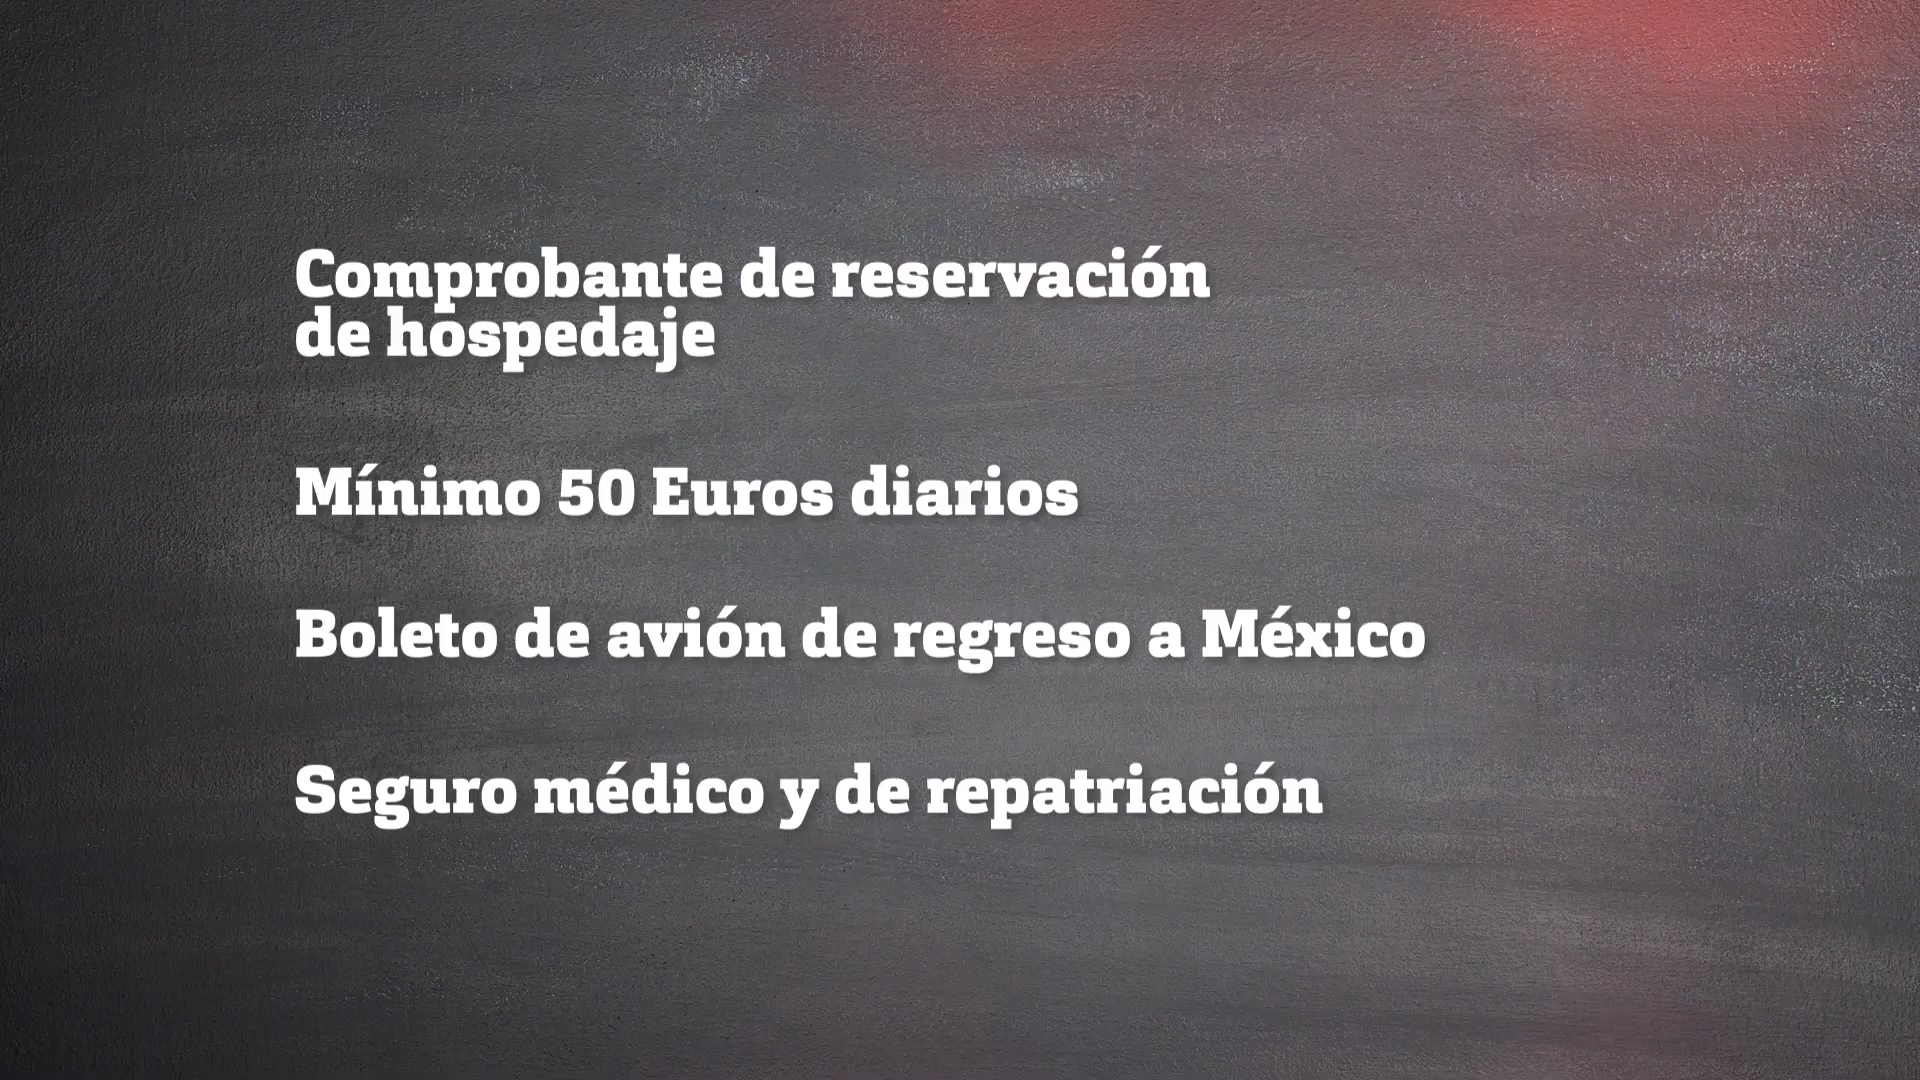 Comprobante de reservación
de hospedaje
Mínimo 50 Euros diarios
Boleto de avión de regreso a México
Seguro médico y de repatriación